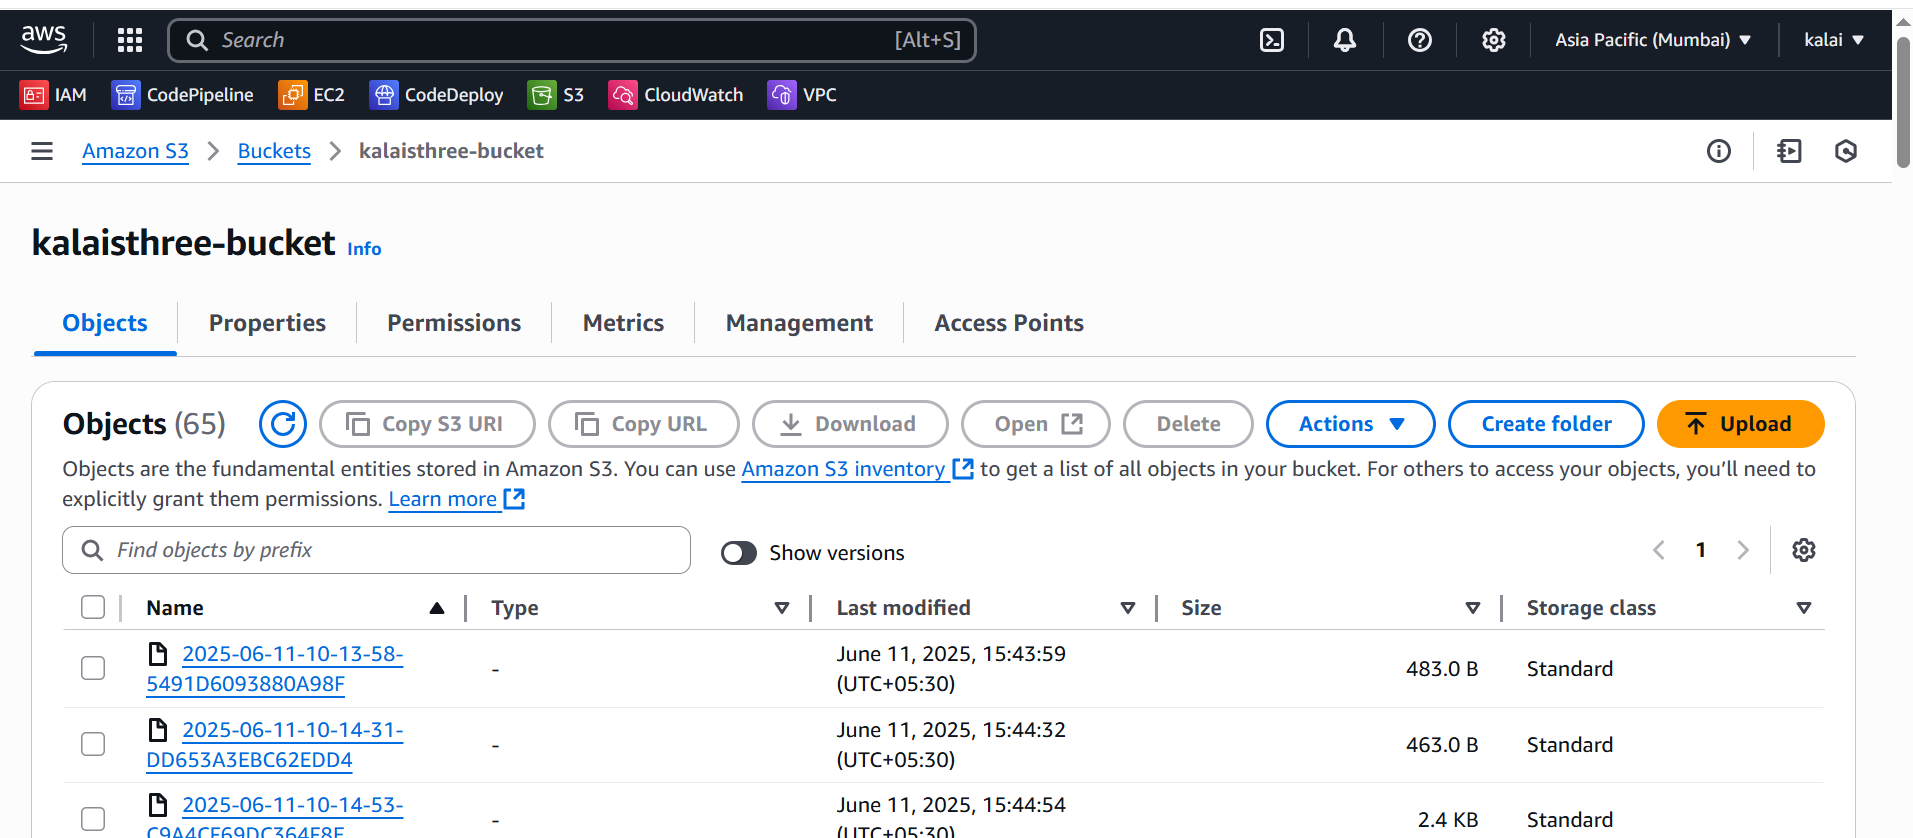 aws Search [Alt+S] Asia Pacific (Mumbai) kalai
IAM CodePipeline EC2 CodeDeploy S3 CloudWatch VPC
Amazon S3 Buckets kalaisthree-bucket
kalaisthree-bucket Info
Objects Properties Permissions Metrics Management Access Points
Objects (65) Copy S3 URI Copy URL Download Open Delete Actions Create folder Upload
Objects are the fundamental entities stored in Amazon S3. You can use Amazon S3 inventory to get a list of all objects in your bucket. For others to access your objects, you’ll need to
explicitly grant them permissions. Learn more
Find objects by prefix Show versions 1
Name Type Last modified Size Storage class
2025-06-11-10-13-58- June 11, 2025, 15:43:59
5491D6093880A98F - (UTC+05:30) 483.0 B Standard
2025-06-11-10-14-31- June 11, 2025, 15:44:32
DD653A3EBC62EDD4 - (UTC+05:30) 463.0 B Standard
2025-06-11-10-14-53- June 11, 2025, 15:44:54
C9A4CF69DC364F8F - (UTC+05:30) 2.4 KB Standard